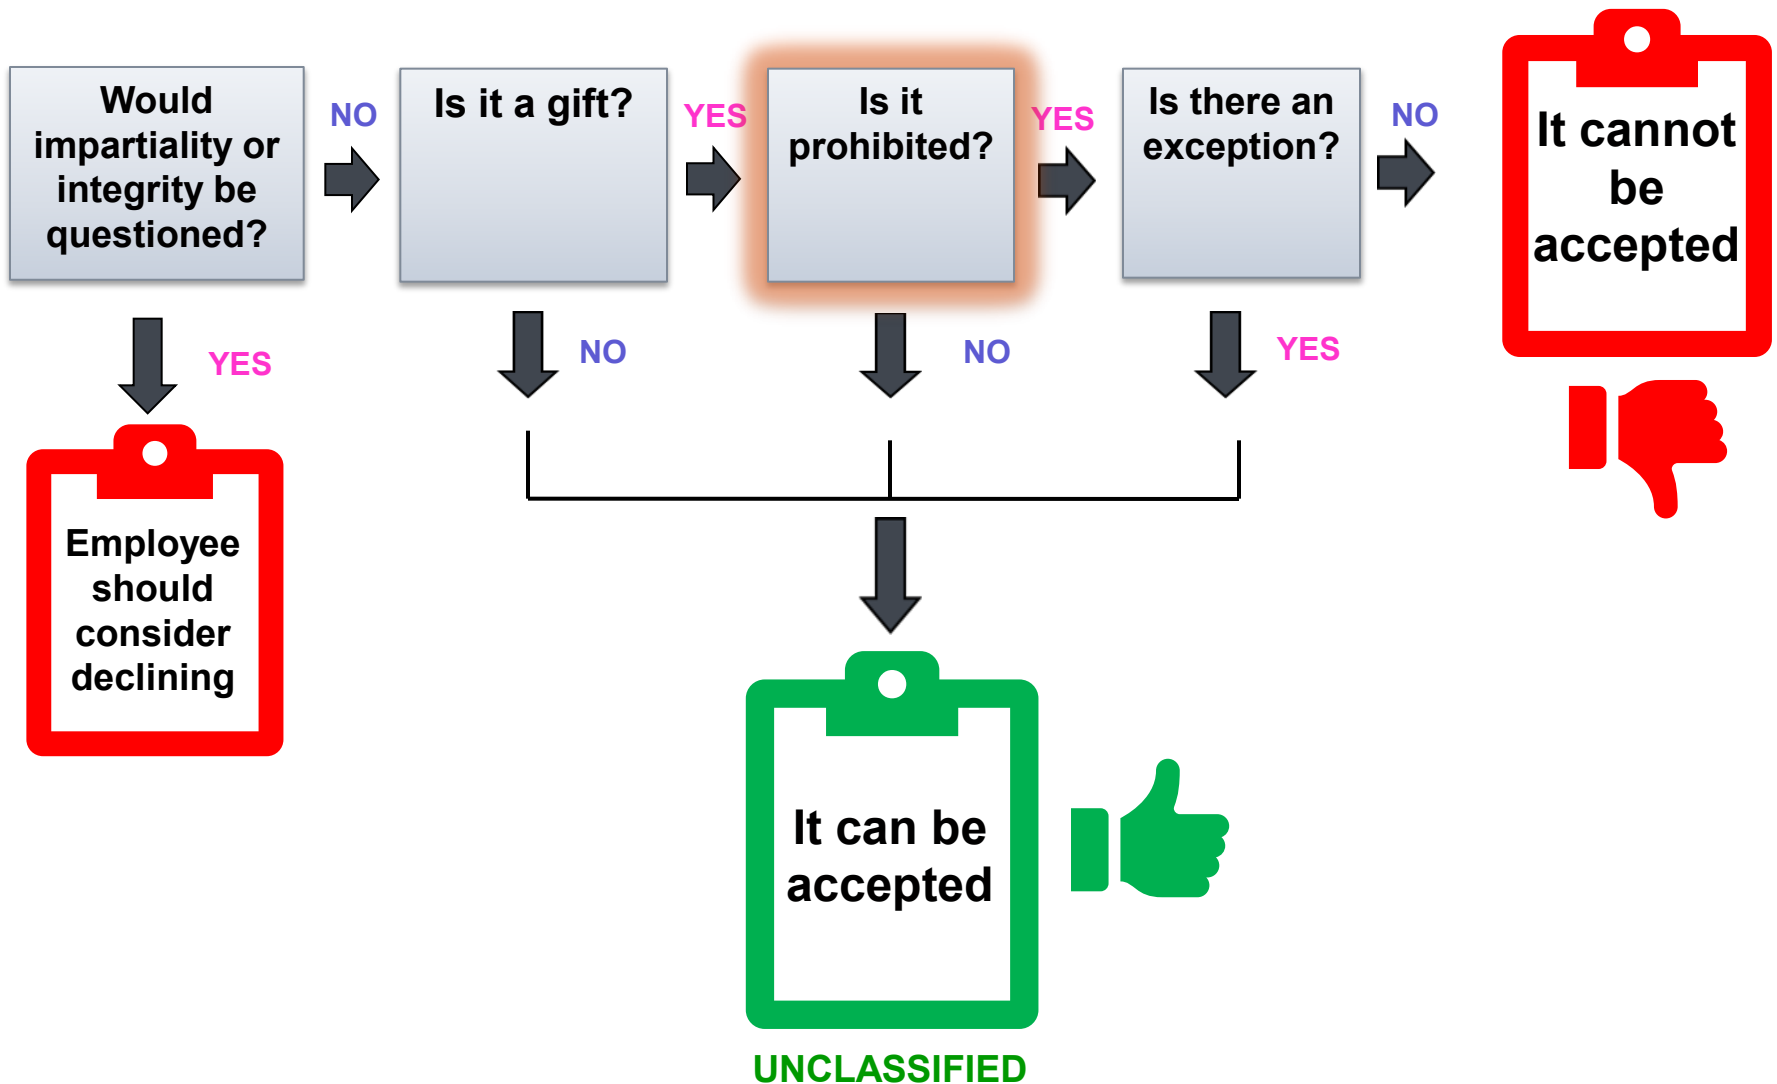 Would
impartiality or
integrity be
questioned?
NO
Is it a gift?
YES
Is it
prohibited?
YES
Is there an
exception?
NO
It cannot
be
accepted
YES
NO
NO
YES
Employee
should
consider
declining
It can be
accepted
UNCLASSIFIED